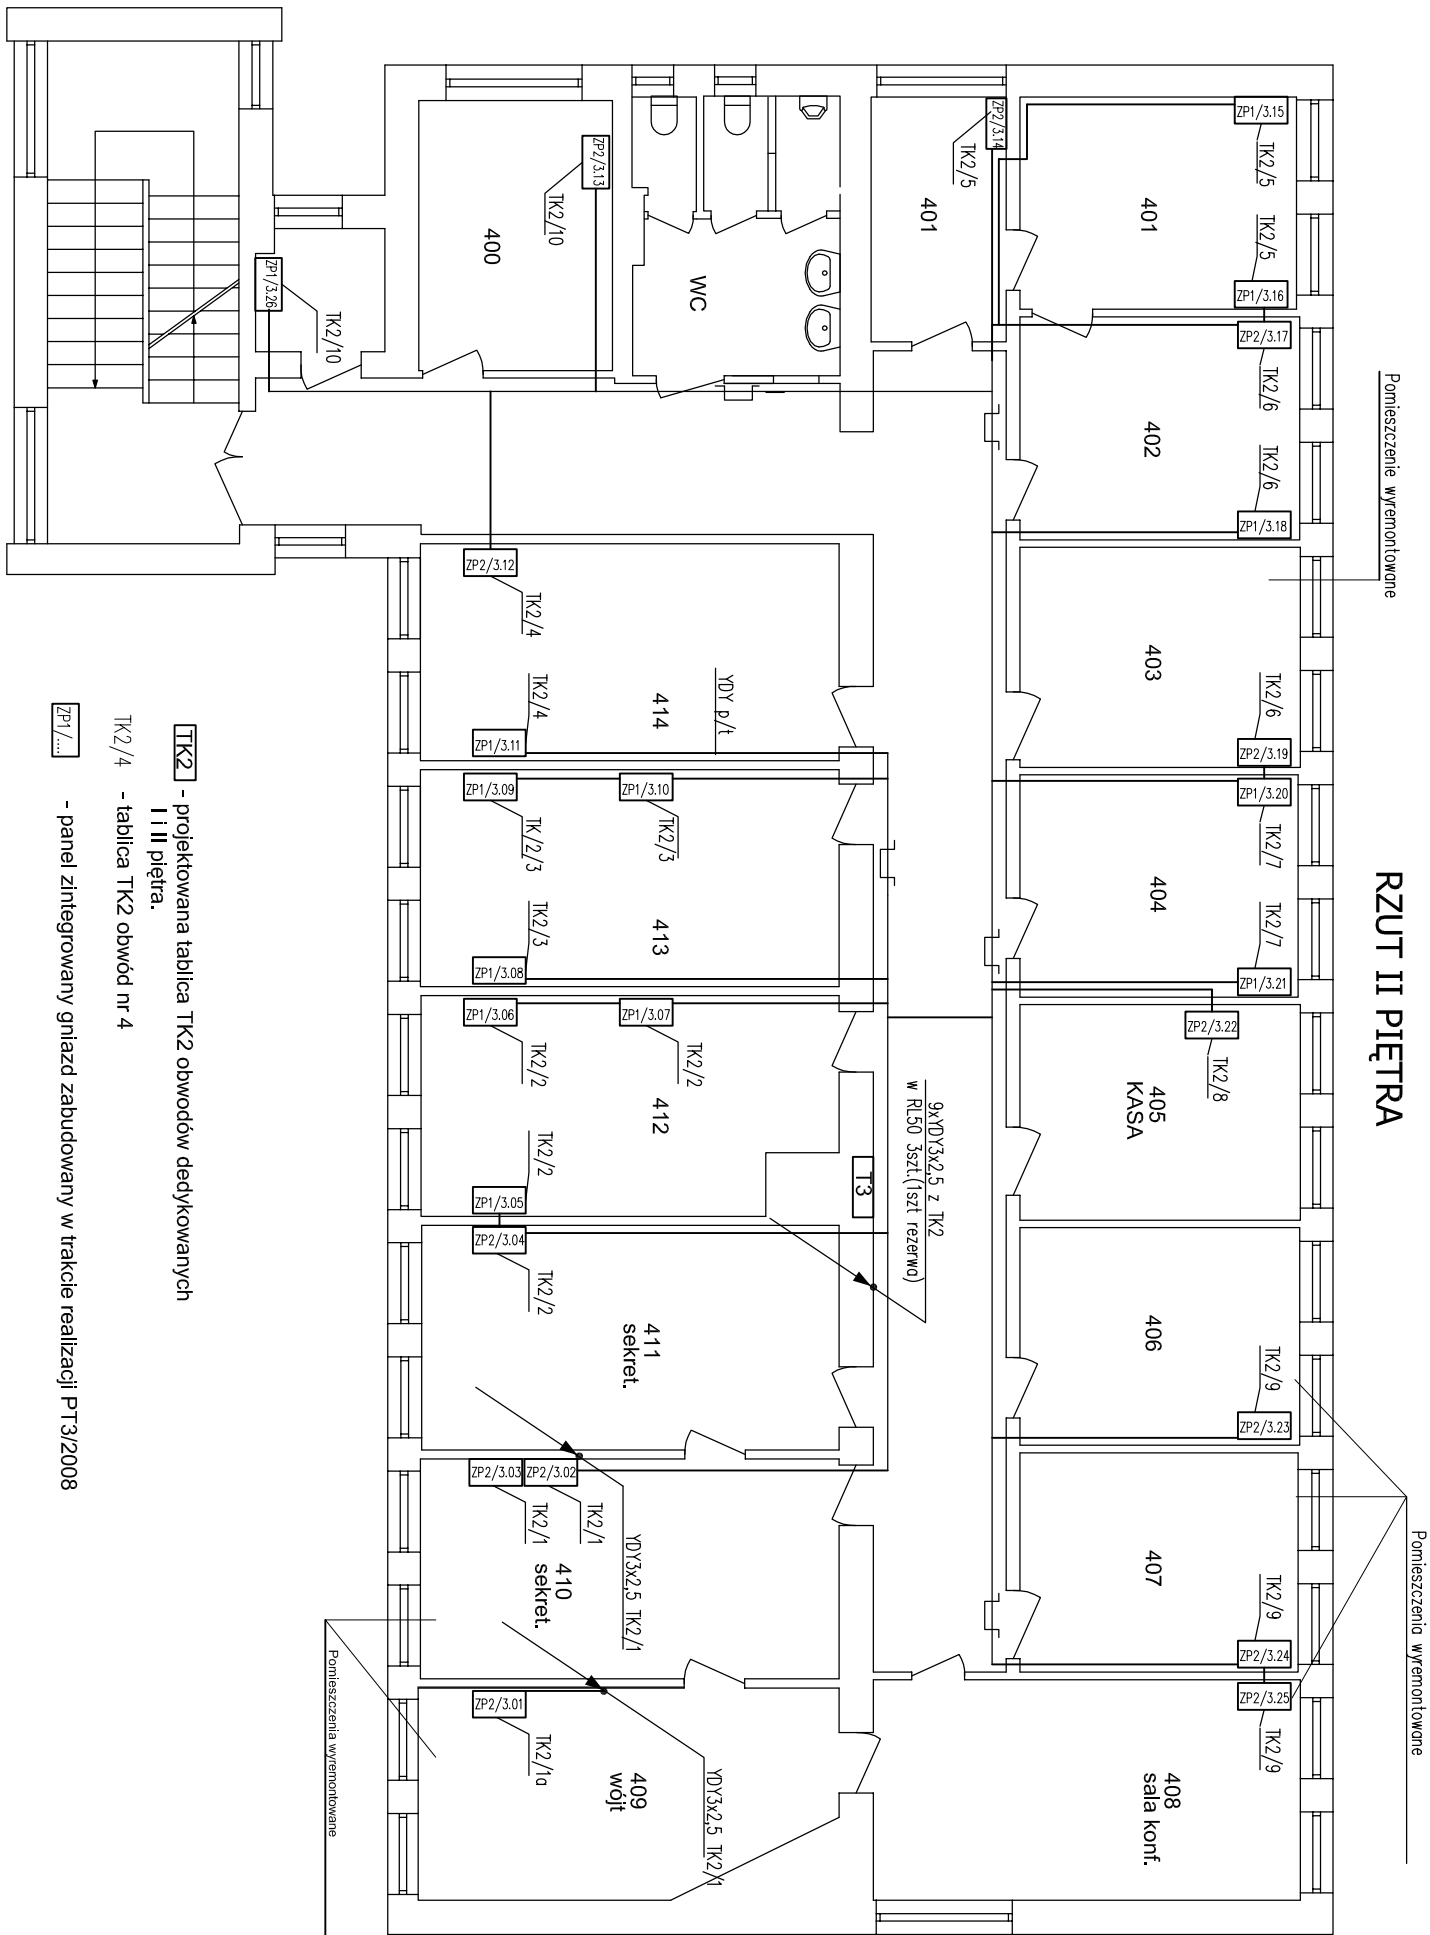 RZUT II PIĘTRA
Pomieszczenie wyremontowane
Pomieszczenia wyremontowane
ZP1/3.15
TK2/5
TK2/5
ZP1/3.16
401
ZP2/3.17
TK2/6
TK2/6
ZP1/3.18
402
TK2/6
ZP2/3.19
403
ZP1/3.20
TK2/7
TK2/7
ZP1/3.21
404
ZP2/3.22
TK2/8
405
KASA
TK2/9
ZP2/3.23
406
TK2/9
ZP2/3.24
407
ZP2/3.25
TK2/9
408
sala konf.
ZP2/3.14
TK2/5
401
WC
ZP2/3.13
TK2/10
400
ZP1/3.26
TK2/10
9xYDY3x2,5 z TK2
w RL50 3szt.(1szt rezerwa)
T3
YDY p/t
414
ZP2/3.12
TK2/4
TK2/4
ZP1/3.11
ZP1/3.10
TK2/3
413
ZP1/3.09
TK/2/3
TK2/3
ZP1/3.08
ZP1/3.07
TK2/2
412
ZP1/3.06
TK2/2
TK2/2
ZP1/3.05
ZP2/3.04
TK2/2
411
sekret.
ZP2/3.03
ZP2/3.02
TK2/1
TK2/1
YDY3x2,5 TK2/1
410
sekret.
ZP2/3.01
TK2/1a
YDY3x2,5 TK2/1
409
wójt
Pomieszczenia wyremontowane
TK2 - projektowana tablica TK2 obwodów dedykowanych
I i II piętra.
TK2/4 - tablica TK2 obwód nr 4
ZP1/.... - panel zintegrowany gniazd zabudowany w trakcie realizacji PT3/2008